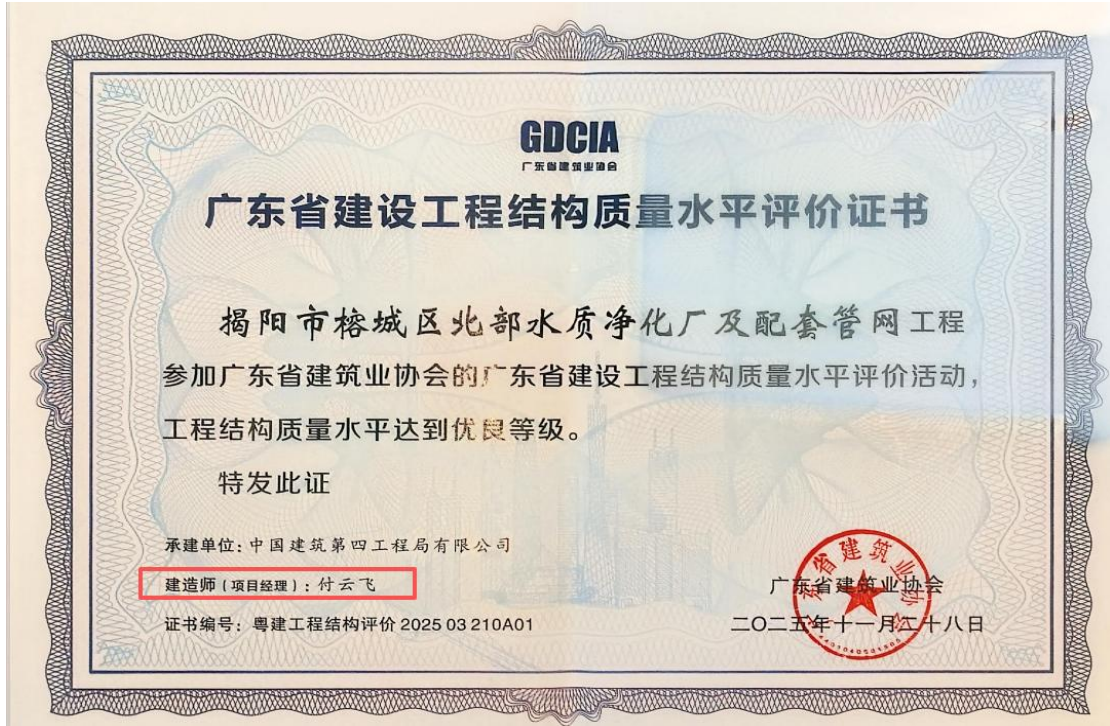 GDCIA
广东省建筑业协会
广东省建设工程结构质量水平评价证书
揭阳市榕城区北部水质净化厂及配套管网工程
参加广东省建筑业协会的广东省建设工程结构质量水平评价活动，
工程结构质量水平达到优良等级。
特发此证
承建单位：中国建筑第四工程局有限公司
建造师（项目经理）：付云飞
证书编号：粤建工程结构评价 2025 03 210A01
广东省建筑业协会
二〇二五年十一月二十八日
广东省建筑业协会